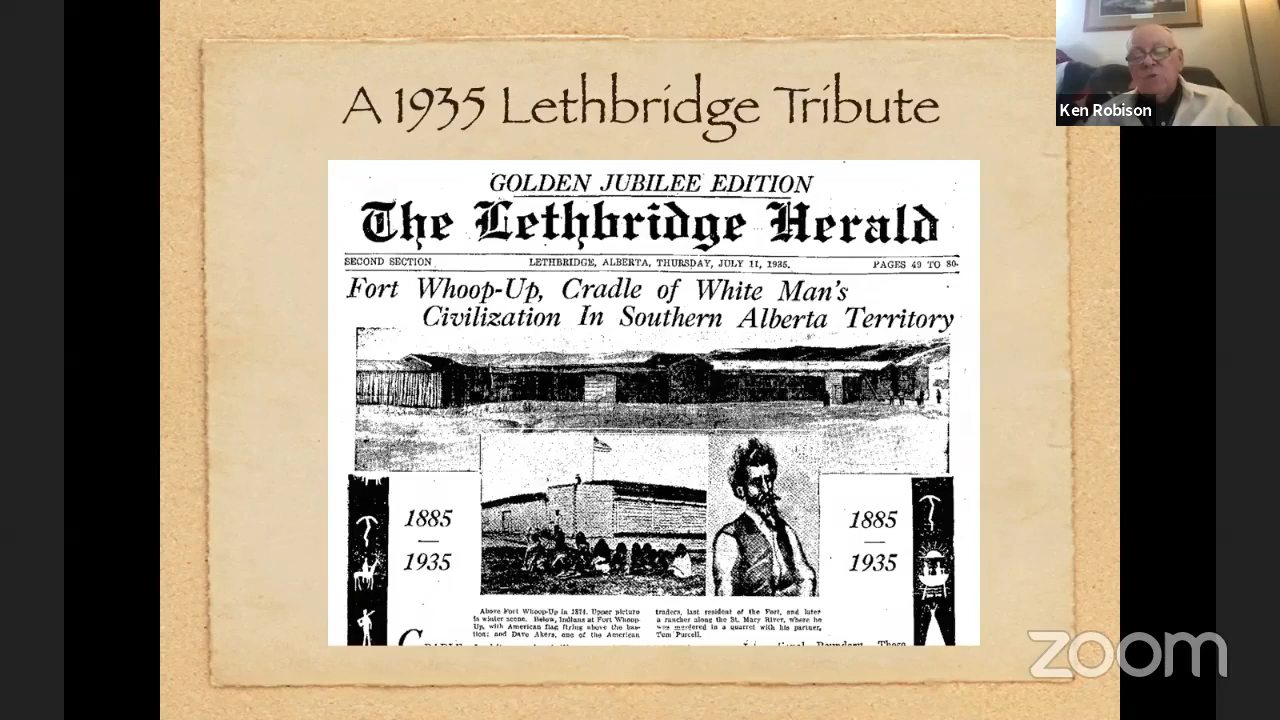 A 1935 Lethbridge Tribute
Ken Robison
GOLDEN JUBILEE EDITION
The Lethbridge Herald
SECOND SECTION LETHBRIDGE, ALBERTA, THURSDAY, JULY 11, 1935. PAGES 49 TO 80.
Fort Whoop-Up, Cradle of White Man's
Civilization In Southern Alberta Territory
1885
—
1935
1885
—
1935
Above Fort Whoop-Up in 1874. Upper picture
is winter scene. Below, Indians at Fort Whoop-
Up, with American flag flying above the bas-
tion; and Dave Akers, one of the American
traders, last resident of the Fort, and later
a rancher along the St. Mary River, where he
was murdered in a quarrel with his partner,
Tom Purcell.
zoom